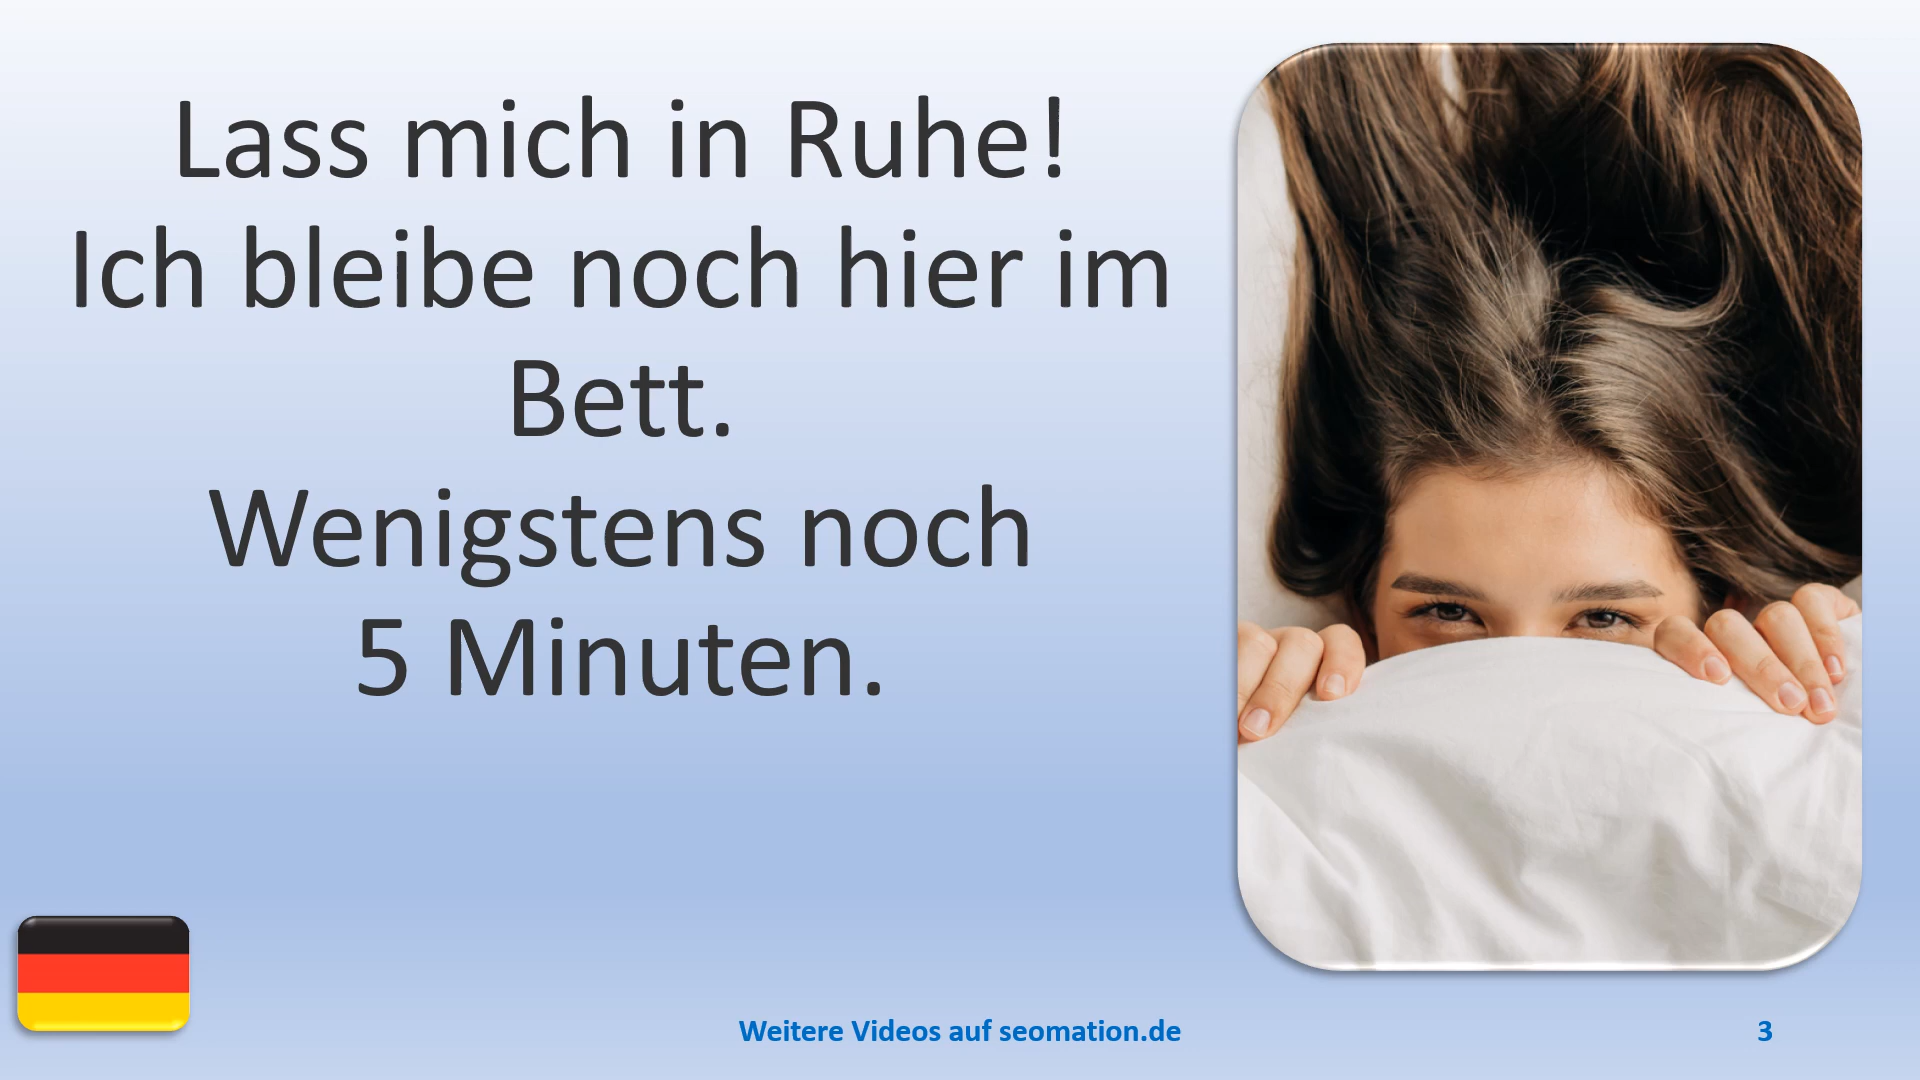 Lass mich in Ruhe!
Ich bleibe noch hier im
Bett.
Wenigstens noch
5 Minuten.
Weitere Videos auf seomation.de
3